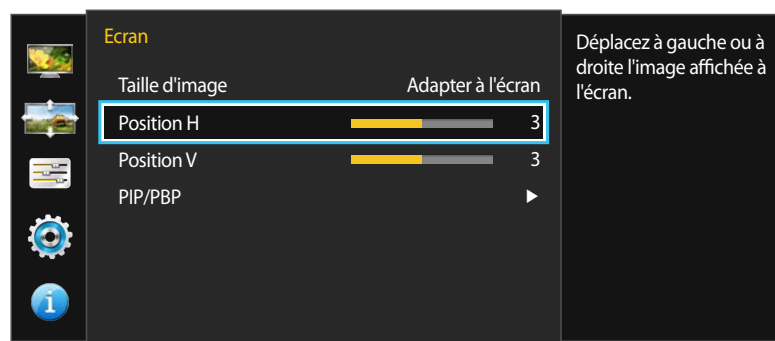 Ecran
Taille d'image Adapter à l'écran
Position H 3
Position V 3
PIP/PBP
Déplacez à gauche ou à
droite l'image affichée à
l'écran.